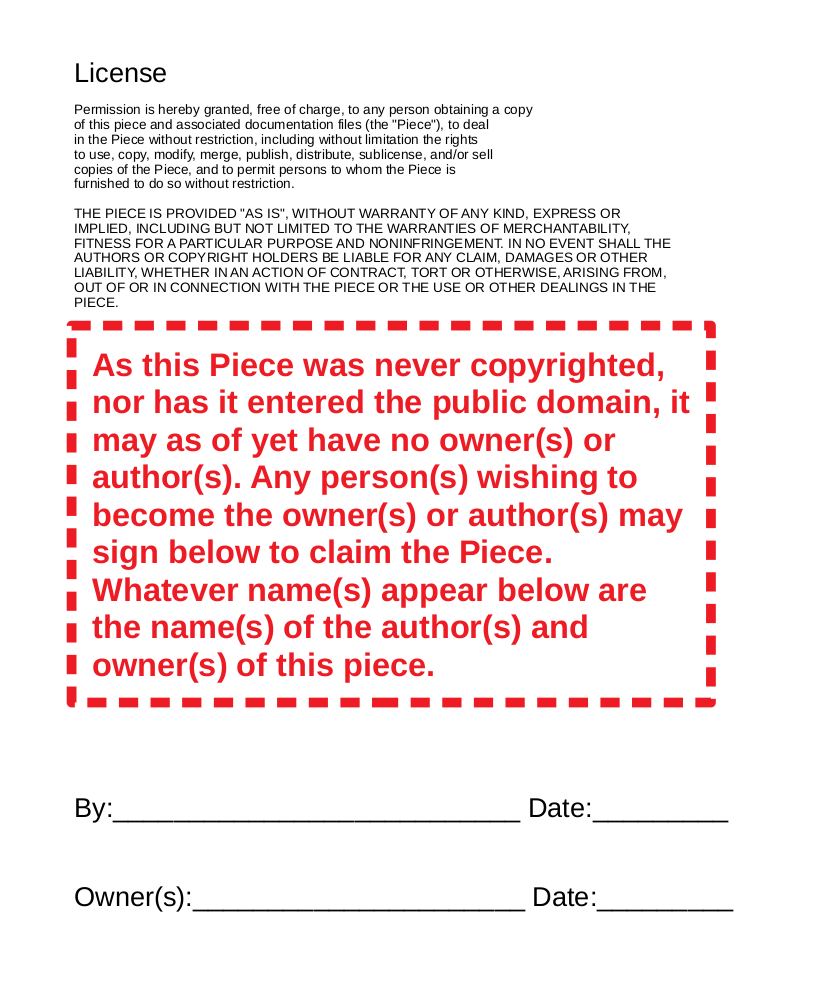 License
Permission is hereby granted, free of charge, to any person obtaining a copy
of this piece and associated documentation files (the "Piece"), to deal
in the Piece without restriction, including without limitation the rights
to use, copy, modify, merge, publish, distribute, sublicense, and/or sell
copies of the Piece, and to permit persons to whom the Piece is
furnished to do so without restriction.
THE PIECE IS PROVIDED "AS IS", WITHOUT WARRANTY OF ANY KIND, EXPRESS OR
IMPLIED, INCLUDING BUT NOT LIMITED TO THE WARRANTIES OF MERCHANTABILITY,
FITNESS FOR A PARTICULAR PURPOSE AND NONINFRINGEMENT. IN NO EVENT SHALL THE
AUTHORS OR COPYRIGHT HOLDERS BE LIABLE FOR ANY CLAIM, DAMAGES OR OTHER
LIABILITY, WHETHER IN AN ACTION OF CONTRACT, TORT OR OTHERWISE, ARISING FROM,
OUT OF OR IN CONNECTION WITH THE PIECE OR THE USE OR OTHER DEALINGS IN THE
PIECE.
As this Piece was never copyrighted,
nor has it entered the public domain, it
may as of yet have no owner(s) or
author(s). Any person(s) wishing to
become the owner(s) or author(s) may
sign below to claim the Piece.
Whatever name(s) appear below are
the name(s) of the author(s) and
owner(s) of this piece.
By:___________________________ Date:_________
Owner(s):______________________ Date:_________